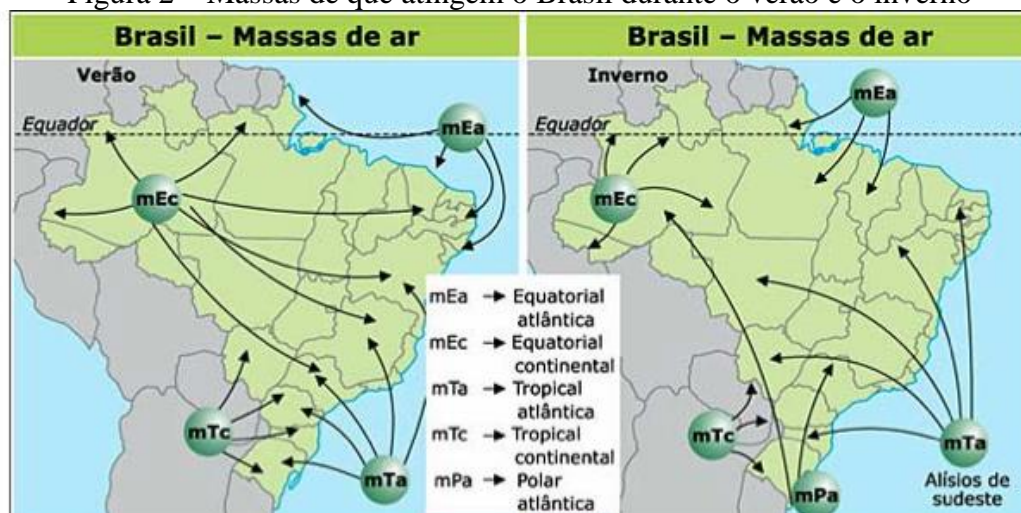 Figura 2 – Massas de que atingem o Brasil durante o verão e o inverno
Brasil – Massas de ar
Verão
Equador
mEa
mEc
mTc
mTa
mEa → Equatorial
atlântica
mEc → Equatorial
continental
mTa → Tropical
atlântica
mTc → Tropical
continental
mPa → Polar
atlântica
Brasil – Massas de ar
Inverno
mEa
Equador
mEc
mTc
mTa
mPa
Alísios de
sudeste